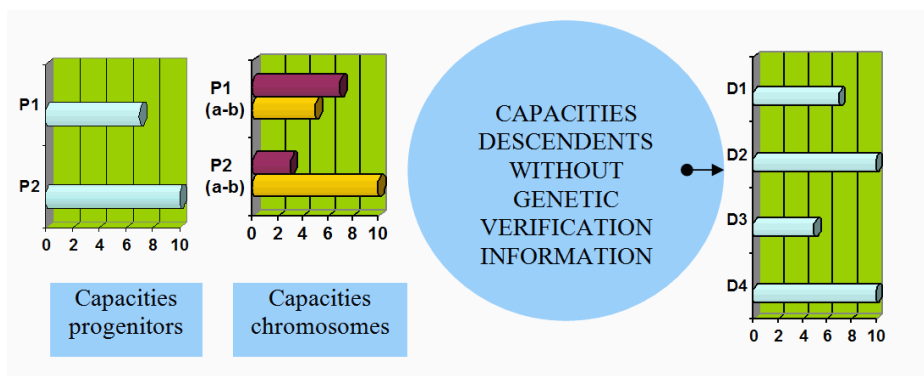 P1
P2
0 2 4 6 8 10
Capacities
progenitors
P1
(a-b)
P2
(a-b)
0 2 4 6 8 10
Capacities
chromosomes
CAPACITIES
DESCENDENTS
WITHOUT
GENETIC
VERIFICATION
INFORMATION
D1
D2
D3
D4
0 2 4 6 8 10